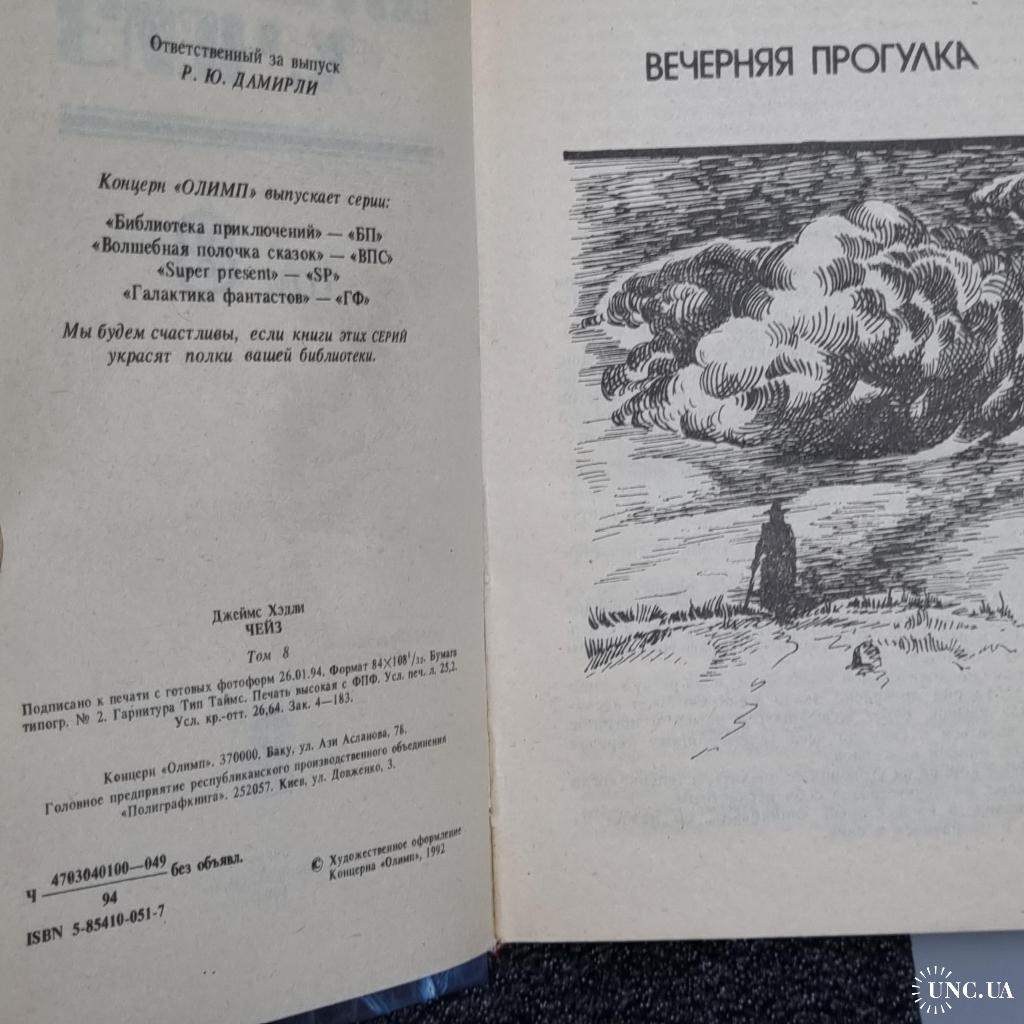 Ответственный за выпуск
Р. Ю. ДАМИРЛИ
Концерн «ОЛИМП» выпускает серии:
«Библиотека приключений» — «БП»
«Волшебная полочка сказок» — «ВПС»
«Super present» — «SP»
«Галактика фантастов» — «ГФ»
Мы будем счастливы, если книги этих СЕРИЙ
украсят полки вашей библиотеки.
Джеймс Хэдли
ЧЕЙЗ
Том 8
Подписано к печати с готовых фотоформ 26.01.94. Формат 84×108¹/₃₂. Бумага
типогр. № 2. Гарнитура Тип Таймс. Печать высокая с ФПФ. Усл. печ. л. 25,2.
Усл. кр.-отт. 26,64. Зак. 4—183.
Концерн «Олимп». 370000. Баку, ул. Ази Асланова, 78.
Головное предприятие республиканского производственного объединения
«Полиграфкнига». 252057. Киев, ул. Довженко, 3.
Ч 4703040100—049 без объявл.
94
ISBN 5-85410-051-7
© Художественное оформление
Концерна «Олимп», 1992
ВЕЧЕРНЯЯ ПРОГУЛКА
UNC.UA